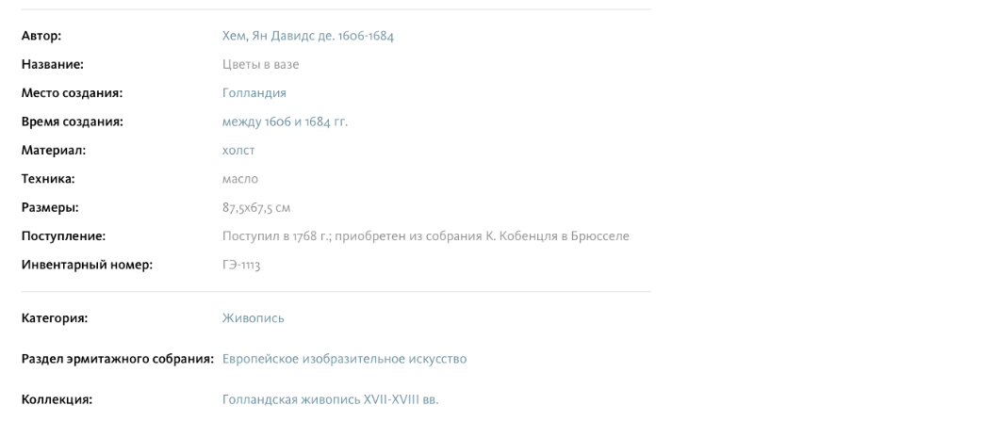 Автор: Хем, Ян Давидс де. 1606-1684
Название: Цветы в вазе
Место создания: Голландия
Время создания: между 1606 и 1684 гг.
Материал: холст
Техника: масло
Размеры: 87,5x67,5 см
Поступление: Поступил в 1768 г.; приобретен из собрания К. Кобенцля в Брюсселе
Инвентарный номер: ГЭ-1113
Категория: Живопись
Раздел эрмитажного собрания: Европейское изобразительное искусство
Коллекция: Голландская живопись XVII-XVIII вв.